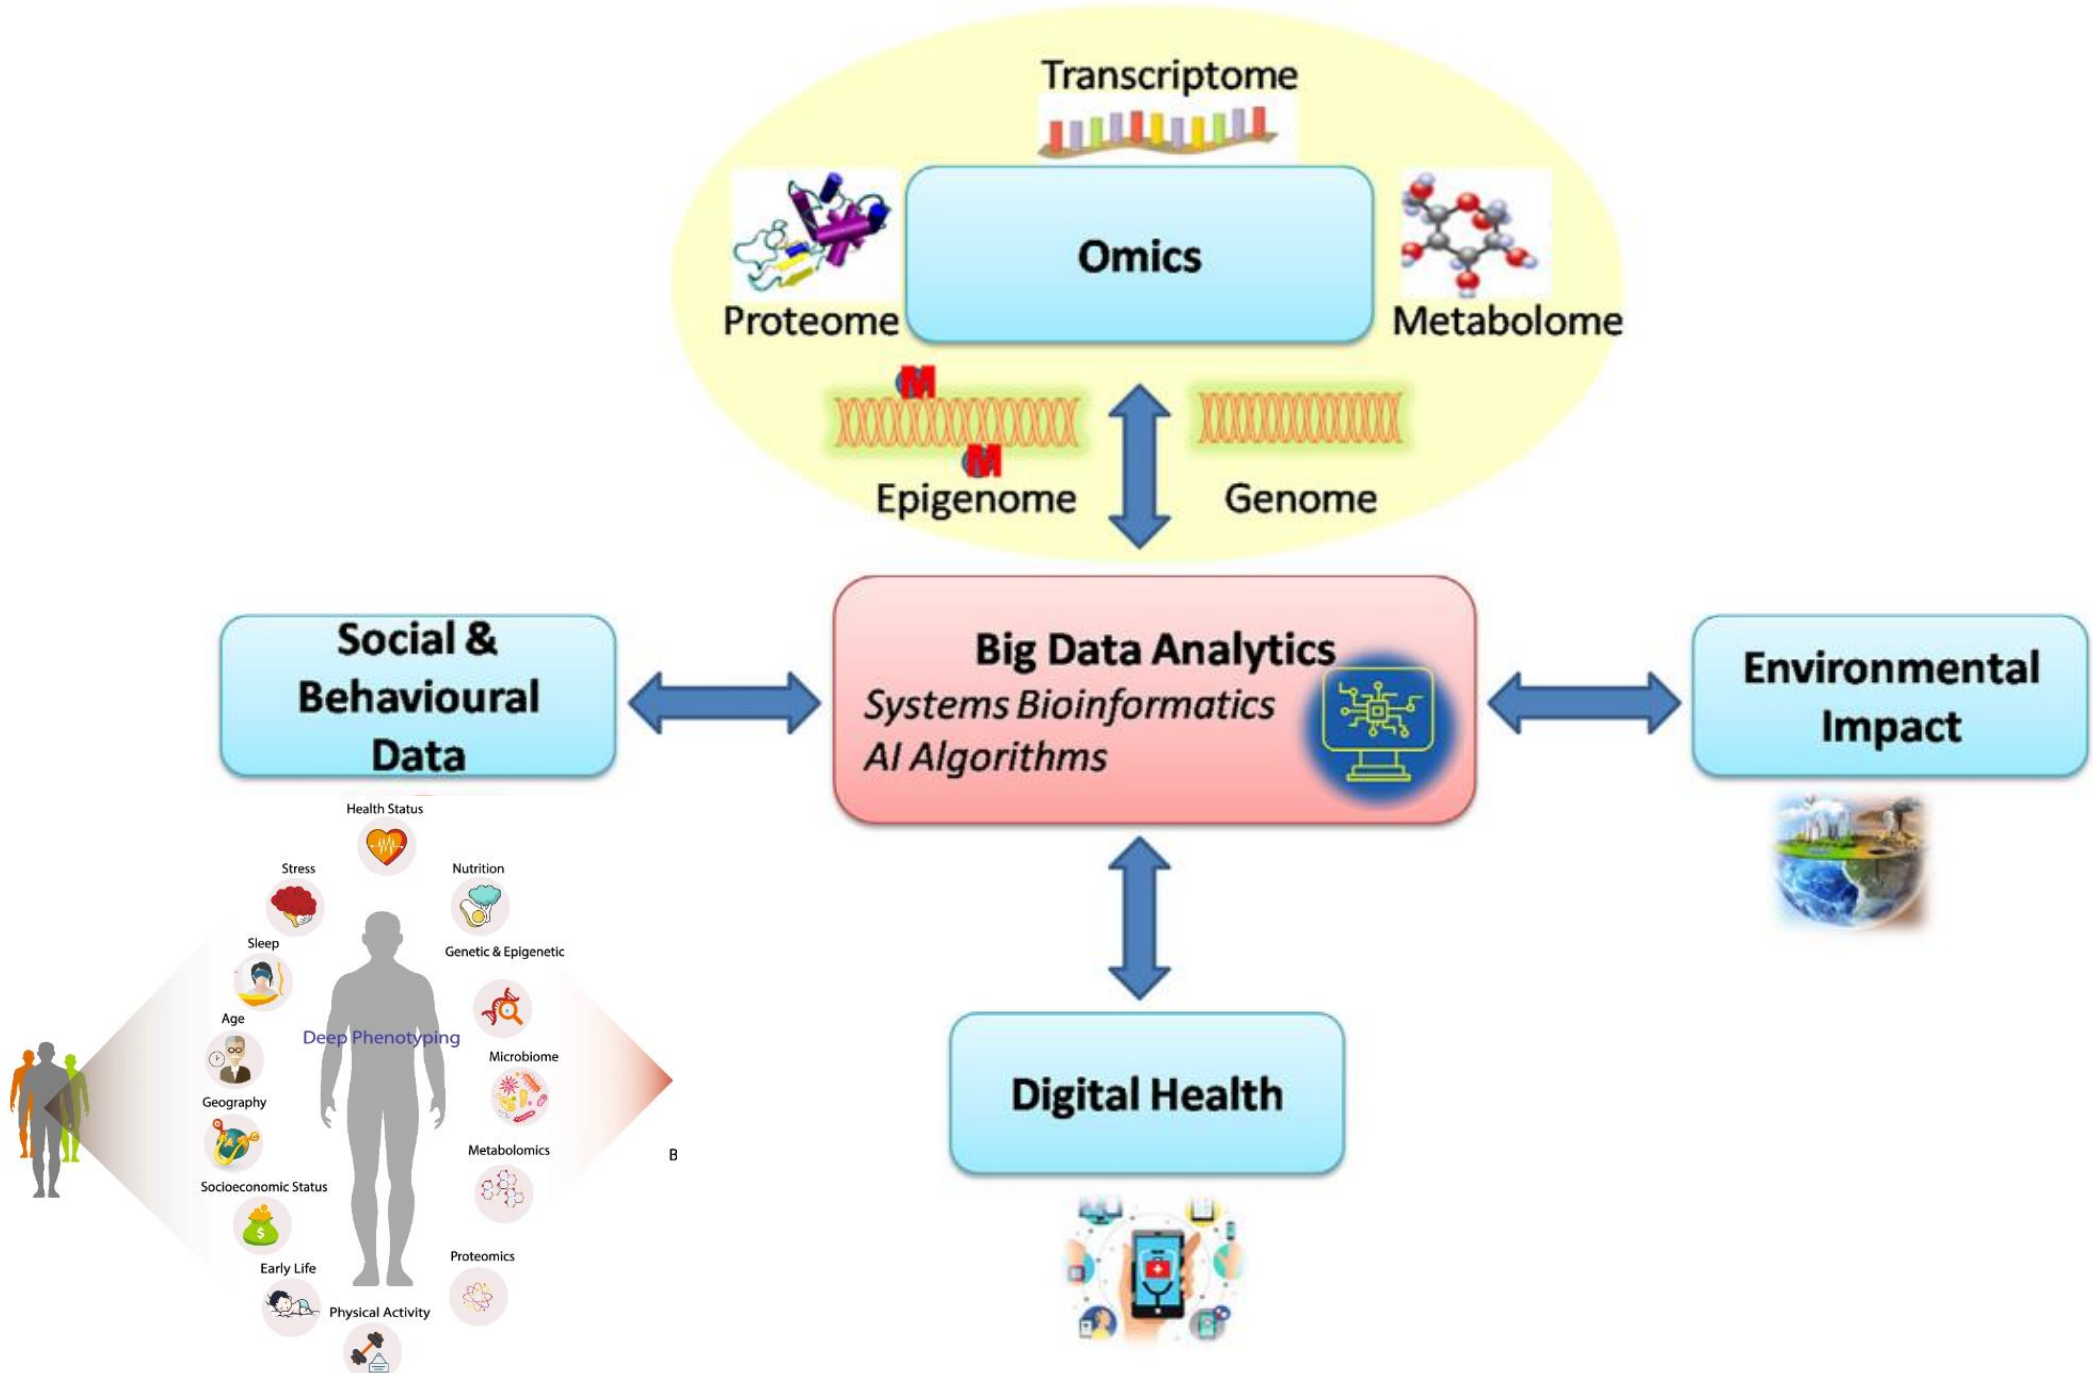 Transcriptome
Omics
Proteome
Metabolome
M
M
Epigenome
Genome
Social &
Behavioural
Data
Big Data Analytics
Systems Bioinformatics
AI Algorithms
Environmental
Impact
Health Status
Stress
Nutrition
Sleep
Genetic & Epigenetic
Age
Deep Phenotyping
Microbiome
Geography
Metabolomics
B
Socioeconomic Status
$
Proteomics
Early Life
Physical Activity
Digital Health